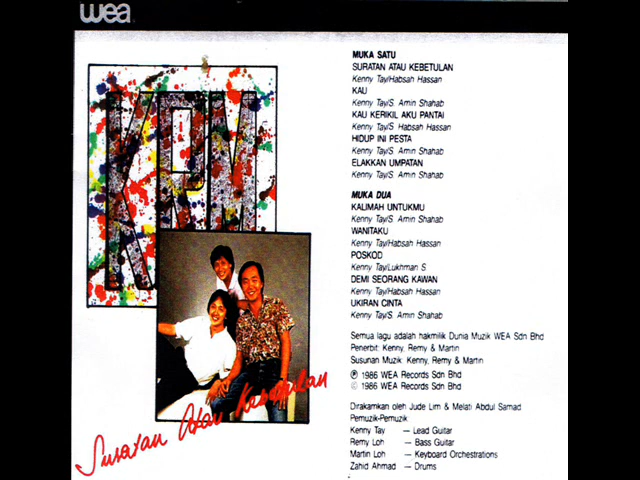 wea
KRM
Suratan Atau Kebetulan
MUKA SATU
SURATAN ATAU KEBETULAN
Kenny Tay/Habsah Hassan
KAU
Kenny Tay/S. Amin Shahab
KAU KERIKIL AKU PANTAI
Kenny Tay/S. Habsah Hassan
HIDUP INI PESTA
Kenny Tay/S. Amin Shahab
ELAKKAN UMPATAN
Kenny Tay/S. Amin Shahab
MUKA DUA
KALIMAH UNTUKMU
Kenny Tay/S. Amin Shahab
WANITAKU
Kenny Tay/Habsah Hassan
POSKOD
Kenny Tay/Lukhman S
DEMI SEORANG KAWAN
Kenny Tay/Habsah Hassan
UKIRAN CINTA
Kenny Tay/S. Amin Shahab
Semua lagu adalah hakmilik Dunia Muzik WEA Sdn Bhd
Penerbit: Kenny, Remy & Martin
Susunan Muzik: Kenny, Remy & Martin
℗ 1986 WEA Records Sdn Bhd
© 1986 WEA Records Sdn Bhd
Dirakamkan oleh Jude Lim & Melati Abdul Samad
Pemuzik-Pemuzik
Kenny Tay — Lead Guitar
Remy Loh — Bass Guitar
Martin Loh — Keyboard Orchestrations
Zahid Ahmad — Drums